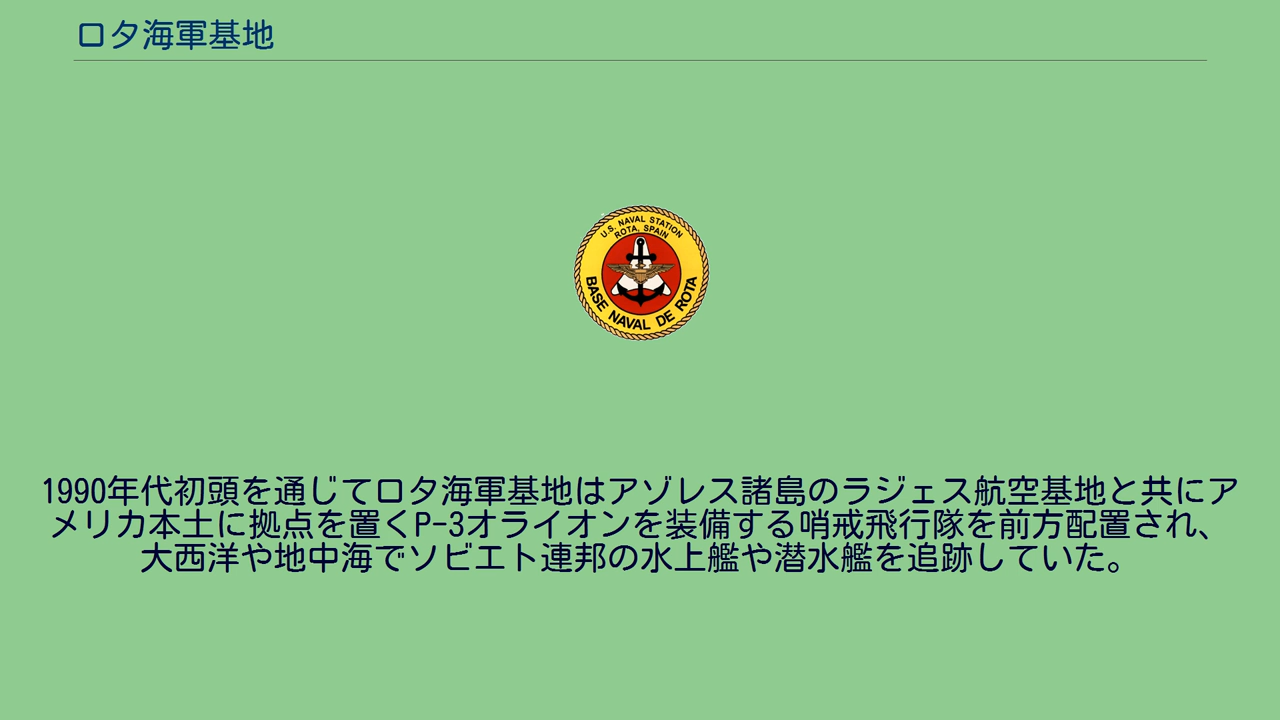 ロタ海軍基地
U.S. NAVAL STATION
ROTA, SPAIN
BASE NAVAL DE ROTA
1990年代初頭を通じてロタ海軍基地はアゾレス諸島のラジェス航空基地と共にア
メリカ本土に拠点を置くP-3オライオンを装備する哨戒飛行隊を前方配置され、
大西洋や地中海でソビエト連邦の水上艦や潜水艦を追跡していた。